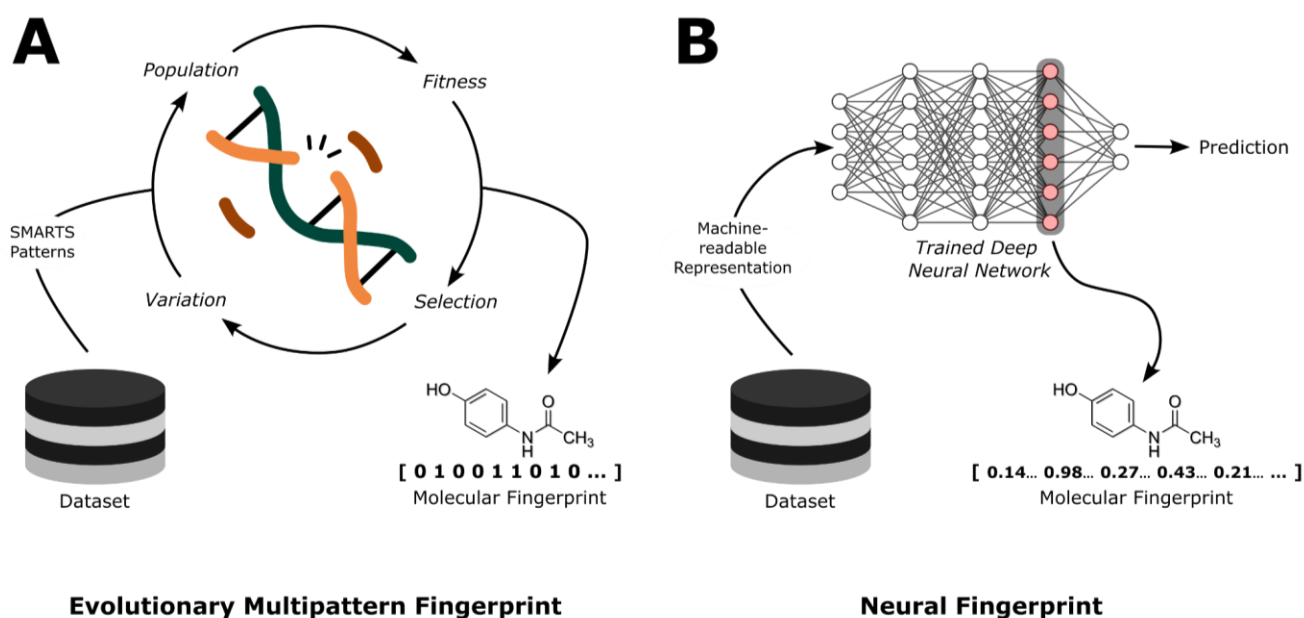 A
Population
Fitness
SMARTS
Patterns
Variation
Selection
Dataset
HO
O
N
H
CH3
[ 0 1 0 0 1 1 0 1 0 ... ]
Molecular Fingerprint
Evolutionary Multipattern Fingerprint
B
Prediction
Machine-
readable
Representation
Trained Deep
Neural Network
Dataset
HO
O
N
H
CH3
[ 0.14... 0.98... 0.27... 0.43... 0.21... ... ]
Molecular Fingerprint
Neural Fingerprint